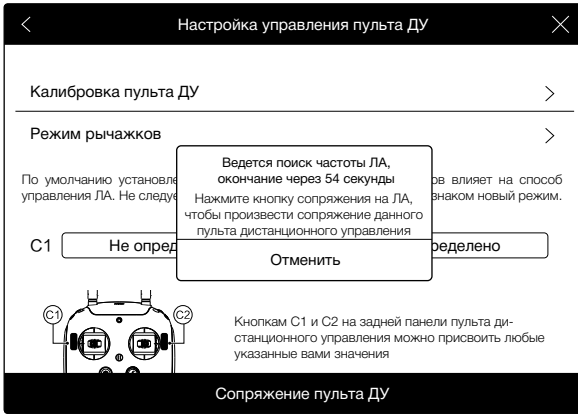 Настройка управления пульта ДУ
Калибровка пульта ДУ
Режим рычажков
Ведется поиск частоты ЛА,
окончание через 54 секунды
Нажмите кнопку сопряжения на ЛА,
чтобы произвести сопряжение данного
пульта дистанционного управления
Отменить
По умолчанию установле ов влияет на способ
управления ЛА. Не следуе знаком новый режим.
C1 Не опред ределено
C1 C2
Кнопкам C1 и C2 на задней панели пульта ди-
станционного управления можно присвоить любые
указанные вами значения
Сопряжение пульта ДУ